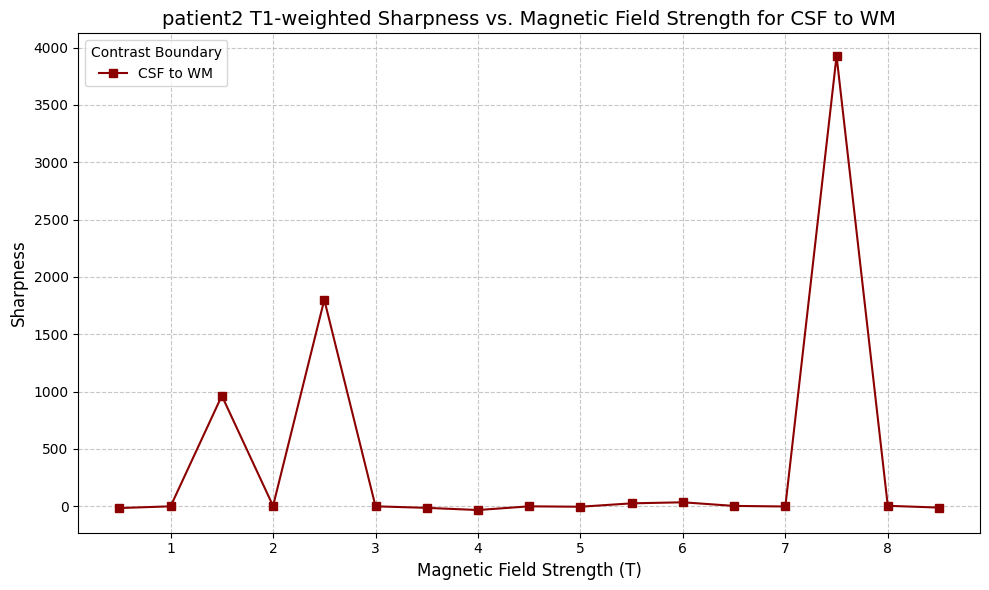 patient2 T1-weighted Sharpness vs. Magnetic Field Strength for CSF to WM
Contrast Boundary
CSF to WM
Sharpness
4000
3500
3000
2500
2000
1500
1000
500
0
1 2 3 4 5 6 7 8
Magnetic Field Strength (T)